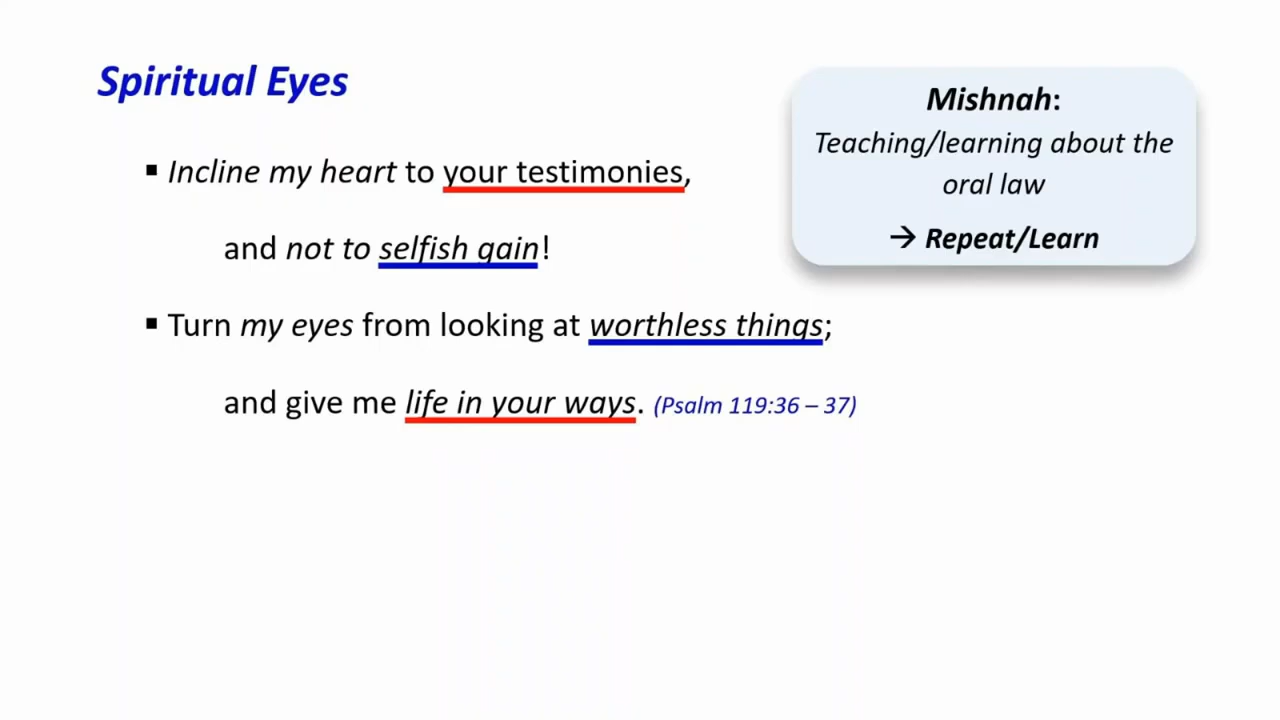 Spiritual Eyes
▪ Incline my heart to your testimonies,
and not to selfish gain!
▪ Turn my eyes from looking at worthless things;
and give me life in your ways. (Psalm 119:36 – 37)
Mishnah:
Teaching/learning about the
oral law
→ Repeat/Learn